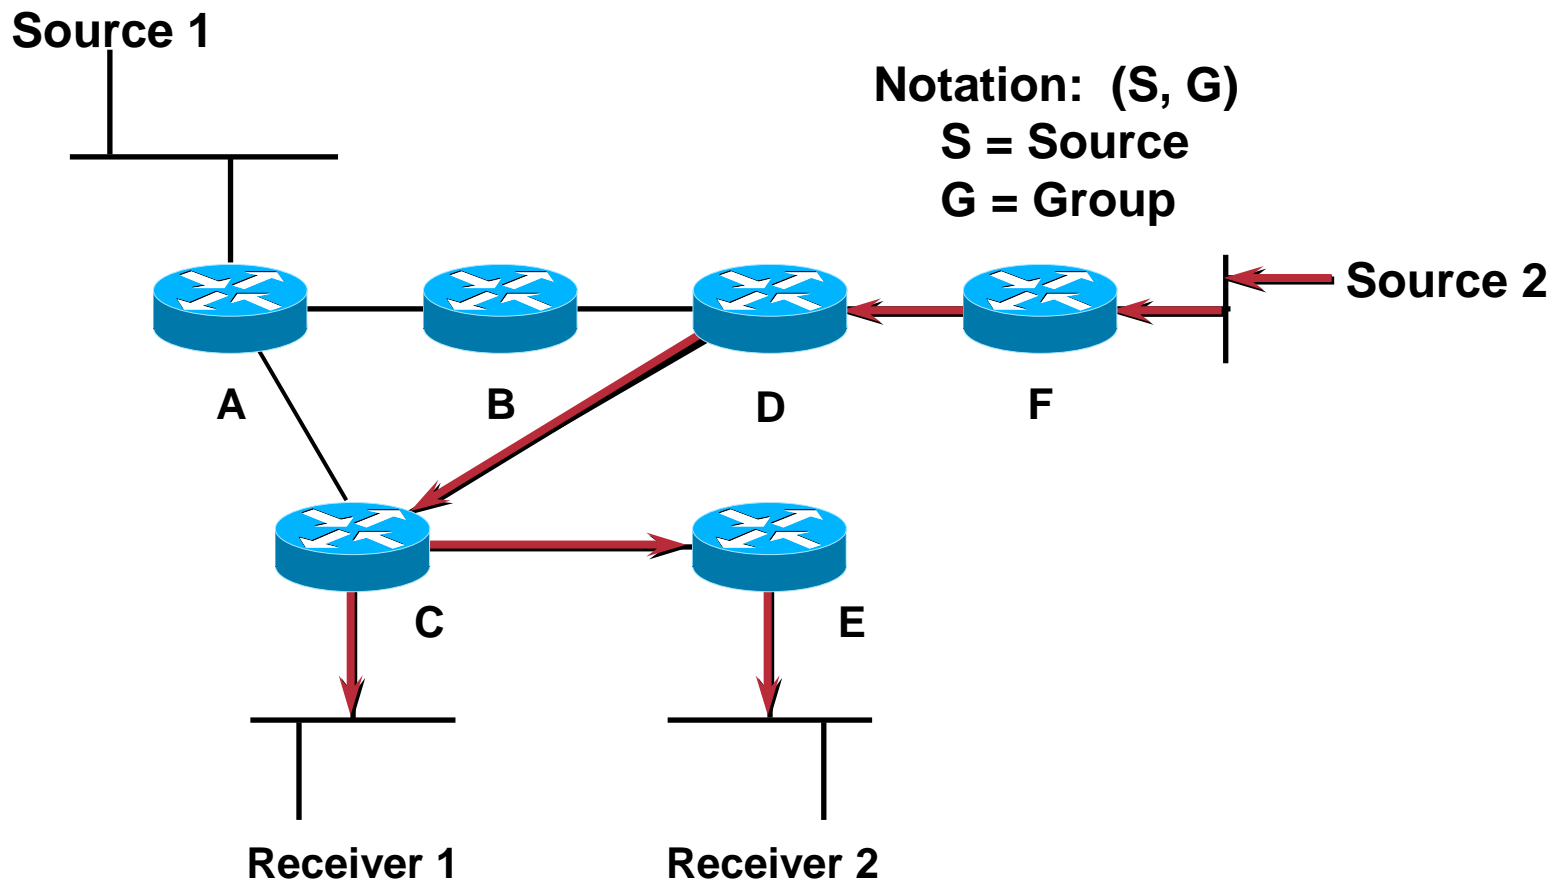 Source 1
Notation: (S, G)
S = Source
G = Group
Source 2
A
B
D
F
C
E
Receiver 1
Receiver 2